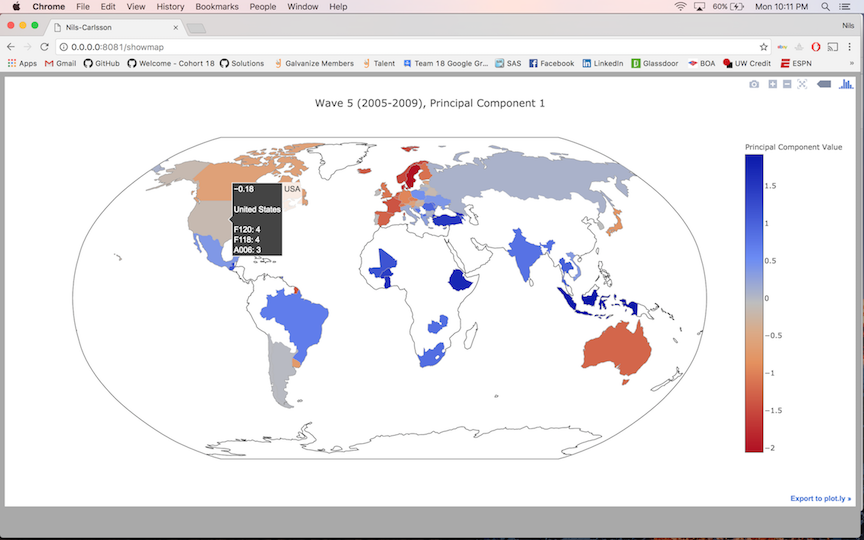 Chrome File Edit View History Bookmarks People Window Help 60% Mon 10:11 PM
Nils-Carlsson Nils
0.0.0.0:8081/showmap
Apps Gmail GitHub Welcome - Cohort 18 Solutions Galvanize Members Talent Team 18 Google Gr... SAS Facebook LinkedIn Glassdoor BOA UW Credit ESPN »
Wave 5 (2005-2009), Principal Component 1
Principal Component Value
1.5
1
0.5
0
−0.5
−1
−1.5
−2
−0.18 USA
United States
F120: 4
F118: 4
A006: 3
Export to plot.ly »